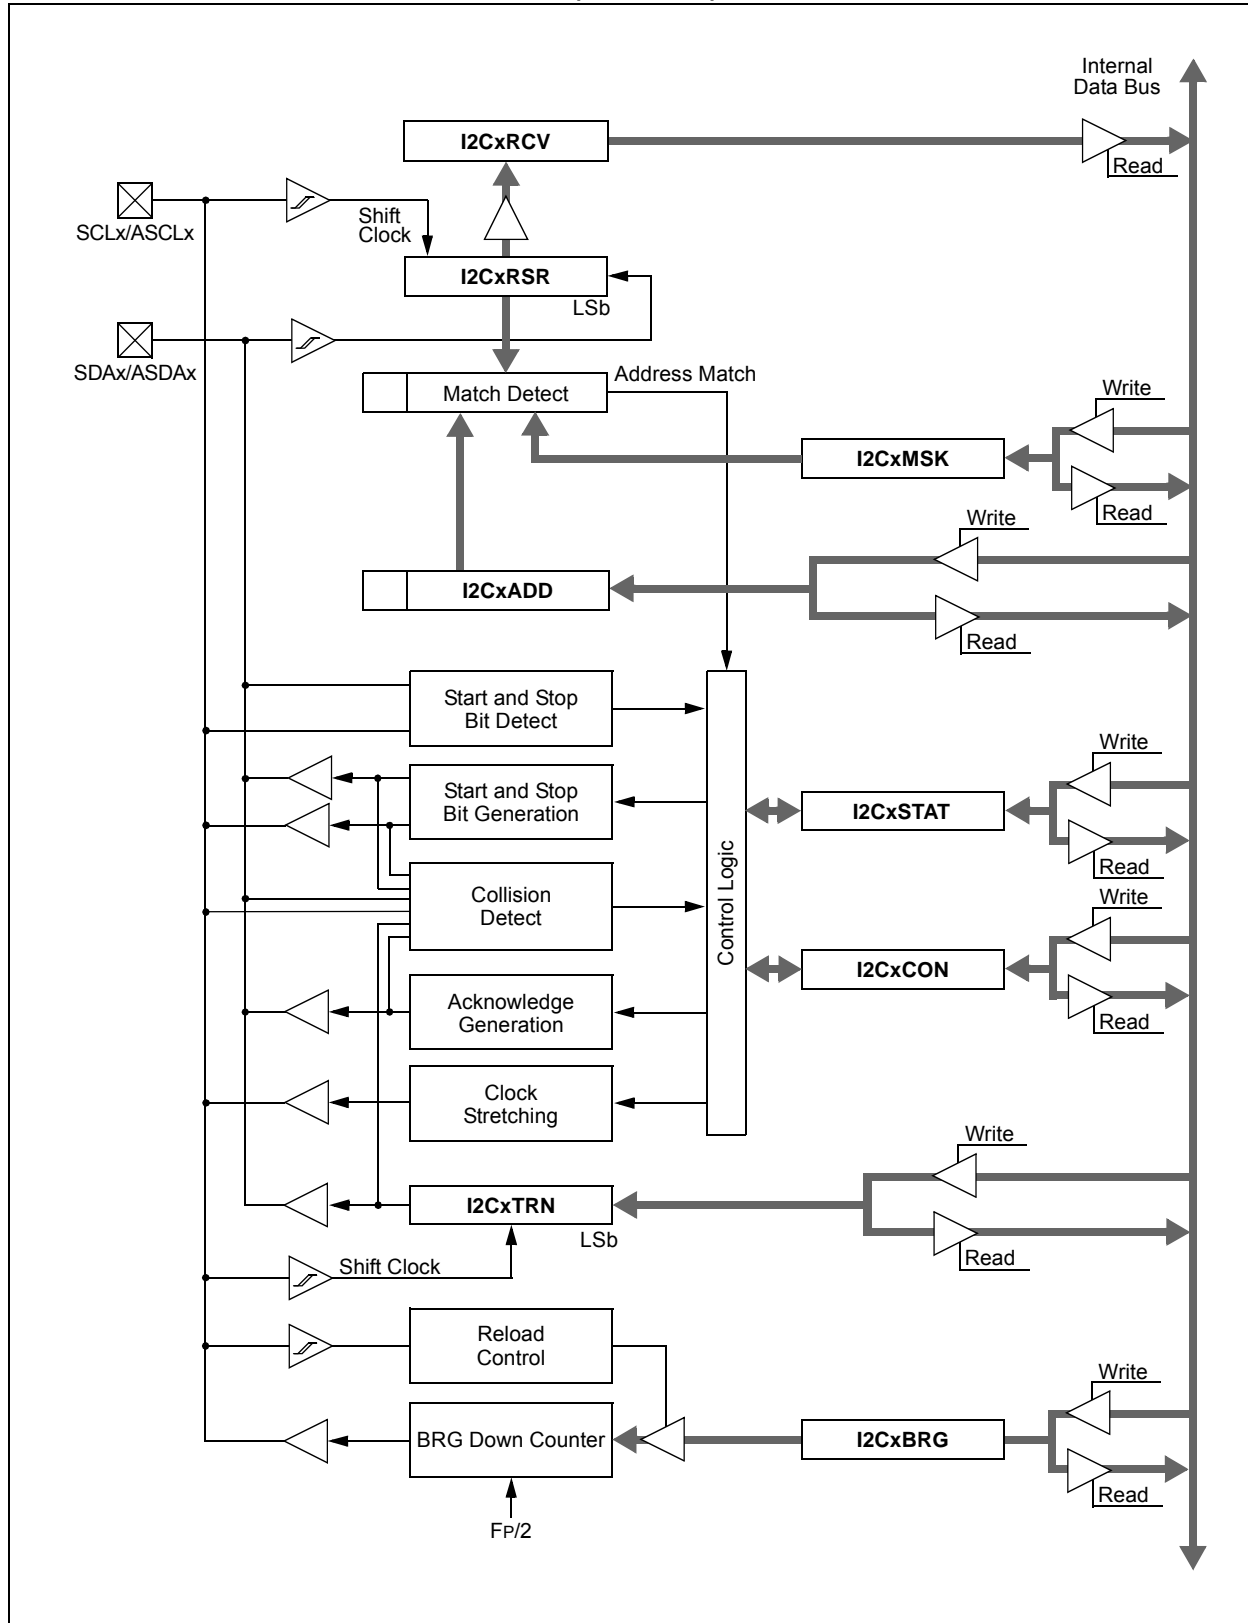 Internal
Data Bus
I2CxRCV
Read
SCLx/ASCLx
Shift
Clock
I2CxRSR
LSb
SDAx/ASDAx
Address Match
Match Detect
Write
I2CxMSK
Read
Write
I2CxADD
Read
Start and Stop
Bit Detect
Write
Start and Stop
Bit Generation
I2CxSTAT
Read
Control Logic
Collision
Detect
Write
I2CxCON
Read
Acknowledge
Generation
Clock
Stretching
Write
I2CxTRN
LSb
Read
Shift Clock
Reload
Control
Write
BRG Down Counter
I2CxBRG
Read
FP/2